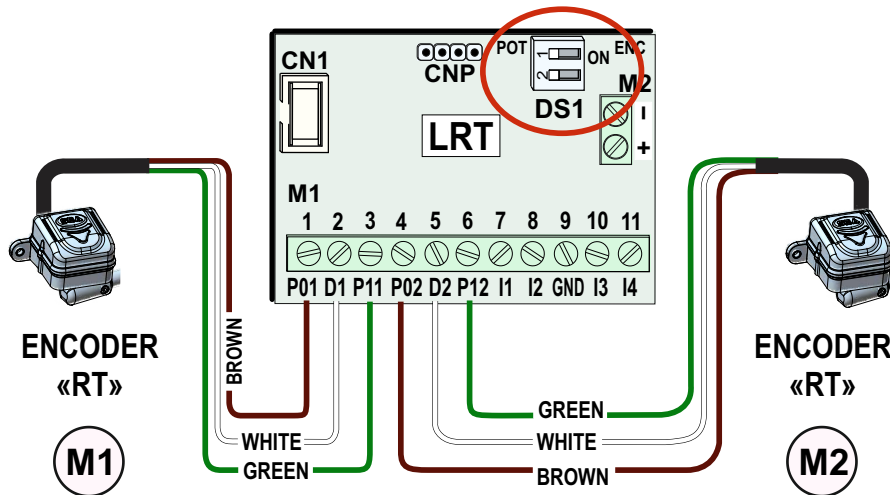 POT 1 ON ENC
2
CN1 CNP DS1 M2
-
+
LRT
M1
1 2 3 4 5 6 7 8 9 10 11
P01 D1 P11 P02 D2 P12 I1 I2 GND I3 I4
ENCODER
«RT»
M1
BROWN
WHITE
GREEN
GREEN
WHITE
BROWN
ENCODER
«RT»
M2